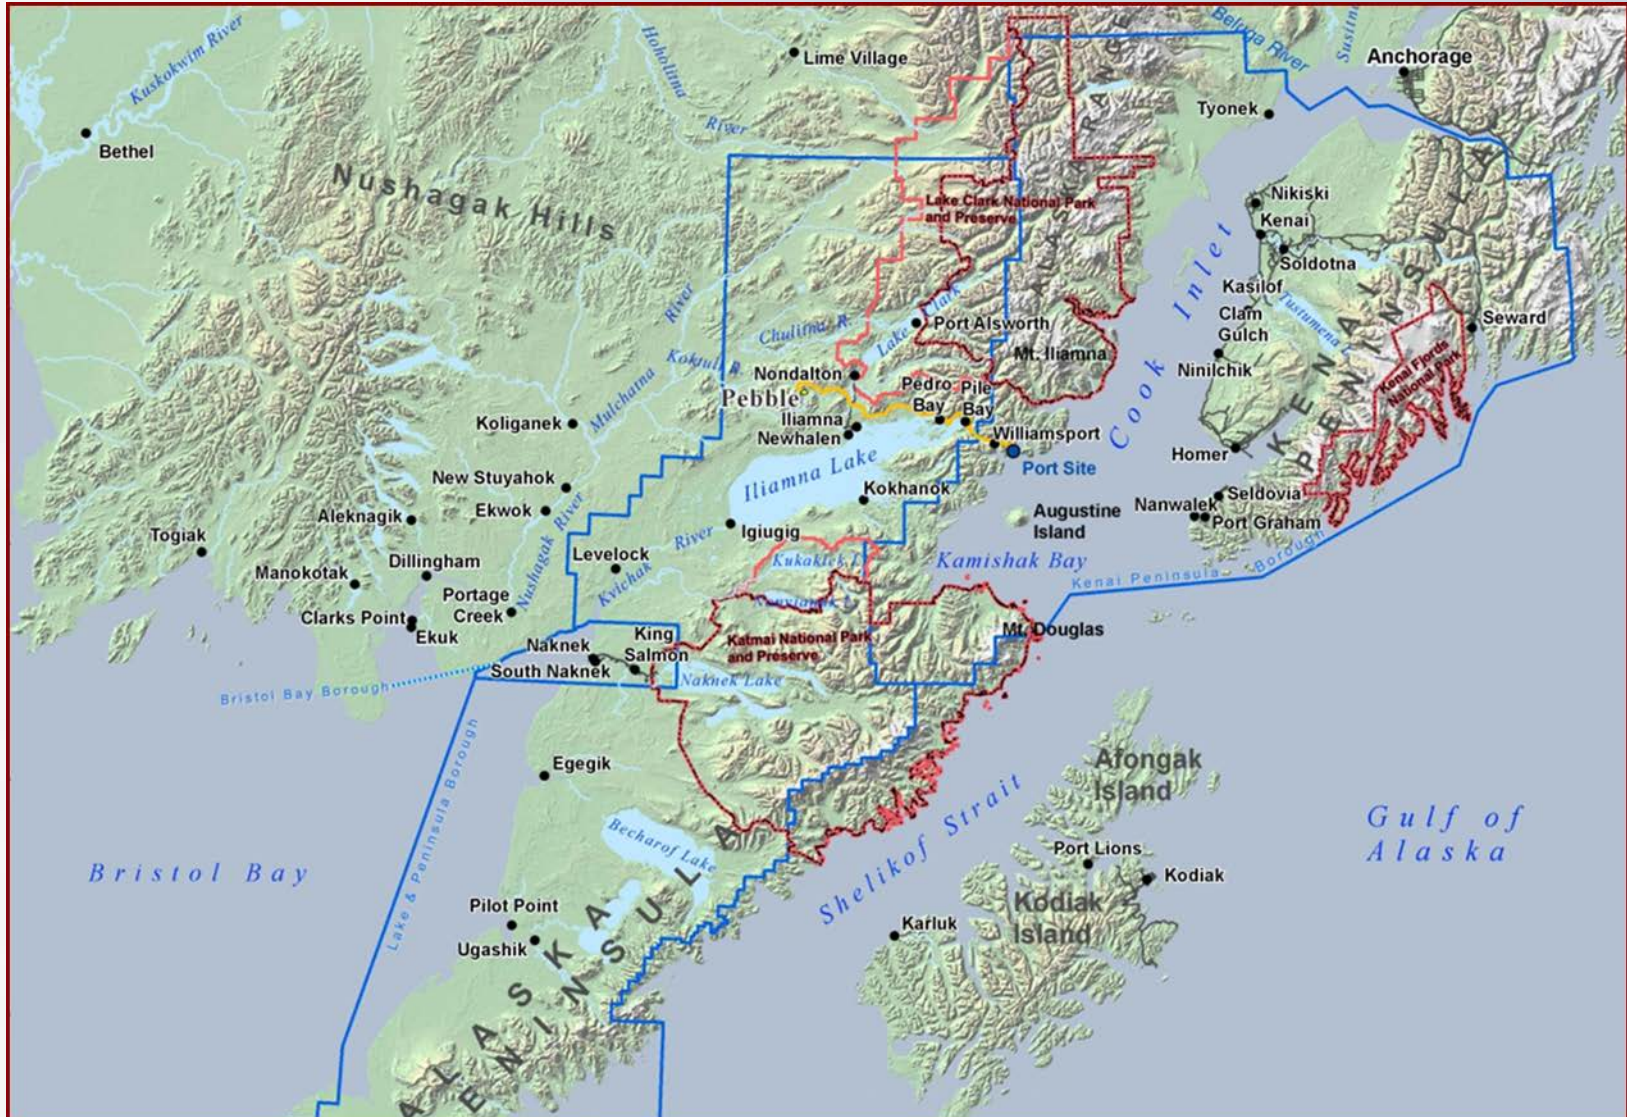 Kuskokwim River
Hoholitna
River
Lime Village
Beluga River
Susitn
Anchorage
Tyonek
Bethel
Nushagak Hills
ALASKA RANGE
Lake Clark National Park
and Preserve
Nikiski
Kenai
Soldotna
Kasilof
Clam
Gulch
Tustumena L.
Ninilchik
Seward
KENAI
PENINSULA
Kenai Fjords
National Park
Cook Inlet
River
Chulitna R.
Lake Clark
Port Alsworth
Mt. Iliamna
Koktul R.
Mulchatna
Nondalton
Pebble
Pedro
Bay
Pile
Bay
Iliamna
Newhalen
Williamsport
Port Site
Koliganek
Iliamna Lake
Homer
New Stuyahok
Kokhanok
Seldovia
Nanwalek
Port Graham
Ekwok
Aleknagik
Augustine
Island
Togiak
Igiugig
River
Levelock
Kvichak
Nushagak River
Dillingham
Manokotak
Kukaklek L.
Kamishak Bay
Kenai Peninsula Borough
Portage
Creek
Clarks Point
Ekuk
Mt. Douglas
King
Salmon
Naknek
South Naknek
Katmai National Park
and Preserve
Naknek Lake
Bristol Bay Borough
Lake & Peninsula Borough
Egegik
Afongak
Island
Becharof Lake
Shelikof Strait
Gulf of
Alaska
Bristol Bay
Port Lions
Kodiak
Kodiak
Island
Karluk
Pilot Point
Ugashik
ALASKA
PENINSULA